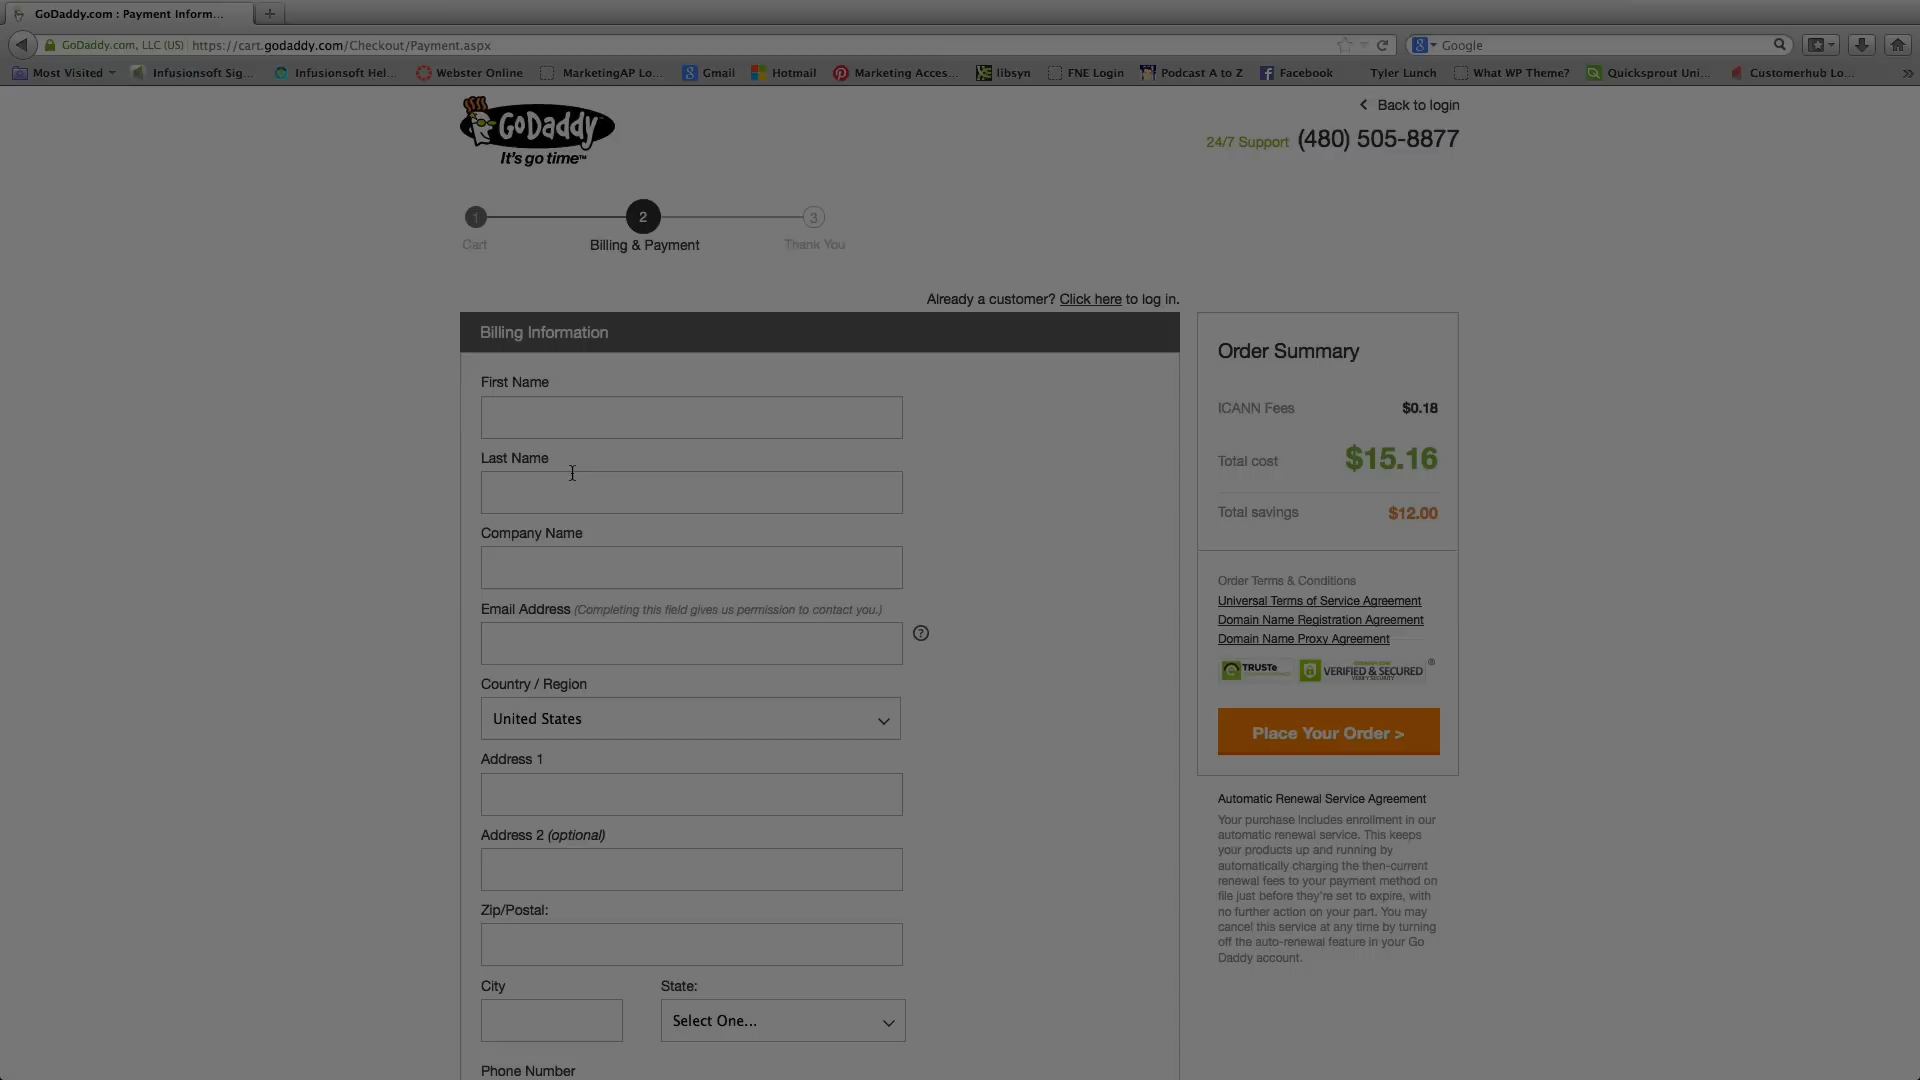 GoDaddy.com : Payment Inform...
GoDaddy.com, LLC (US)
https://cart.godaddy.com/Checkout/Payment.aspx
Google
Most Visited
Infusionsoft Sig...
Infusionsoft Hel...
Webster Online
MarketingAP Lo...
Gmail
Hotmail
Marketing Acces...
libsyn
FNE Login
Podcast A to Z
Facebook
Tyler Lunch
What WP Theme?
Quicksprout Uni...
Customerhub Lo...
GoDaddy
It's go time™
Back to login
24/7 Support (480) 505-8877
1
2
3
Cart
Billing & Payment
Thank You
Already a customer? Click here to log in.
Billing Information
First Name
Last Name
Company Name
Email Address (Completing this field gives us permission to contact you.)
Country / Region
United States
Address 1
Address 2 (optional)
Zip/Postal:
City
State:
Select One...
Phone Number
Order Summary
ICANN Fees $0.18
Total cost $15.16
Total savings $12.00
Order Terms & Conditions
Universal Terms of Service Agreement
Domain Name Registration Agreement
Domain Name Proxy Agreement
TRUSTe
VERIFIED & SECURED ®
VERIFY SECURITY
Place Your Order >
Automatic Renewal Service Agreement
Your purchase includes enrollment in our
automatic renewal service. This keeps
your products up and running by
automatically charging the then-current
renewal fees to your payment method on
file just before they're set to expire, with
no further action on your part. You may
cancel this service at any time by turning
off the auto-renewal feature in your Go
Daddy account.